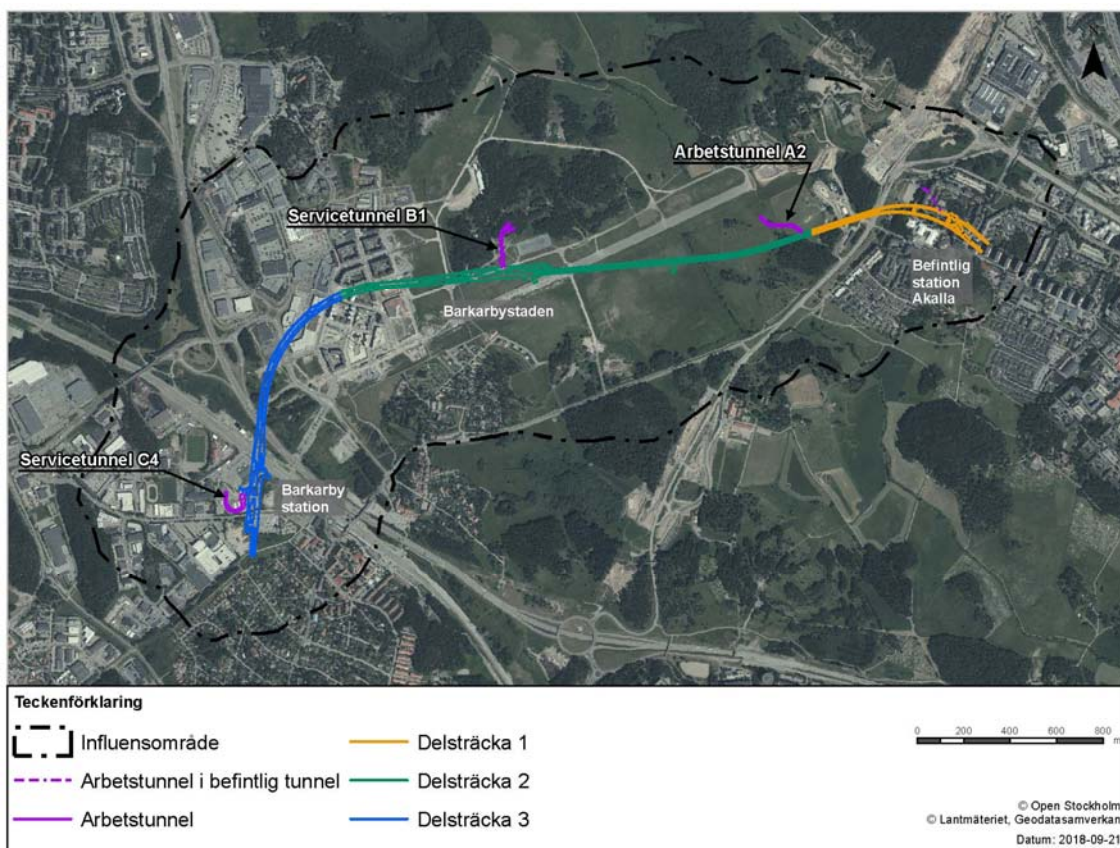 Arbetstunnel A2
Servicetunnel B1
Befintlig
station
Akalla
Barkarbystaden
Servicetunnel C4
Barkarby
station
Teckenförklaring
Influensområde
Arbetstunnel i befintlig tunnel
Arbetstunnel
Delsträcka 1
Delsträcka 2
Delsträcka 3
0 200 400 600 800
m
© Open Stockholm
© Lantmäteriet, Geodatasamverkan
Datum: 2018-09-21